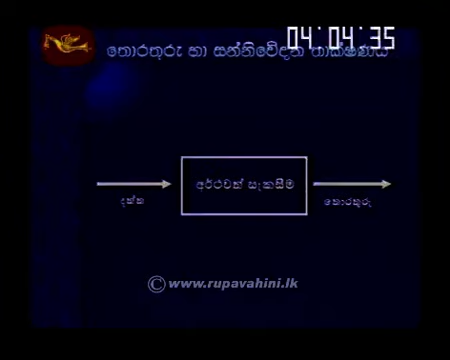 04:04:35
තොරතුරු හා සන්නිවේදන තාක්ෂණය
අර්ථවත් සැකසීම
දත්ත
තොරතුරු
© www.rupavahini.lk